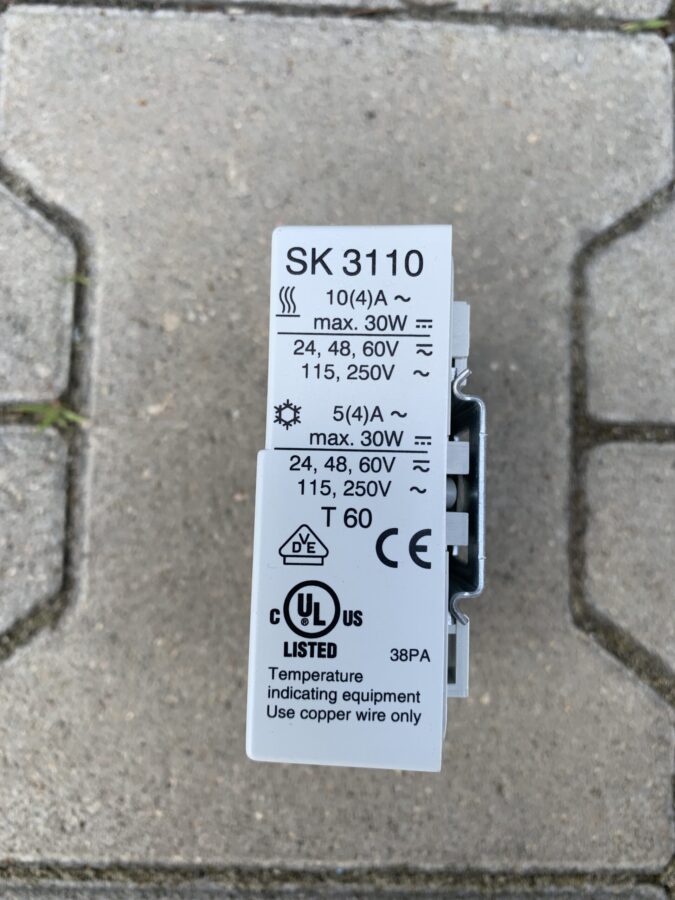 SK 3110
10(4)A ~
max. 30W ⎓
24, 48, 60V ⎓~
115, 250V ~
5(4)A ~
max. 30W ⎓
24, 48, 60V ⎓~
115, 250V ~
T 60
VDE CE
C UL ® US
LISTED
38PA
Temperature
indicating equipment
Use copper wire only